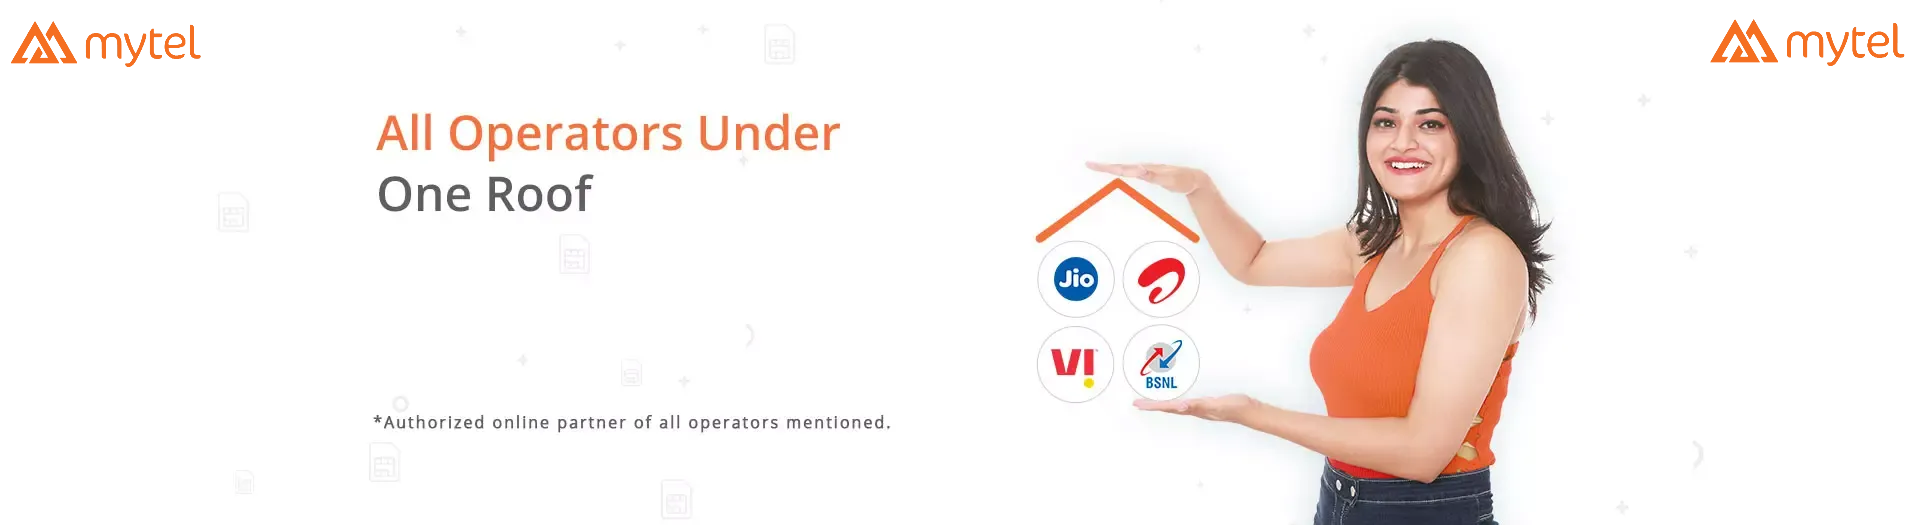 mytel
mytel
All Operators Under
One Roof
Jio
VI
BSNL
*Authorized online partner of all operators mentioned.